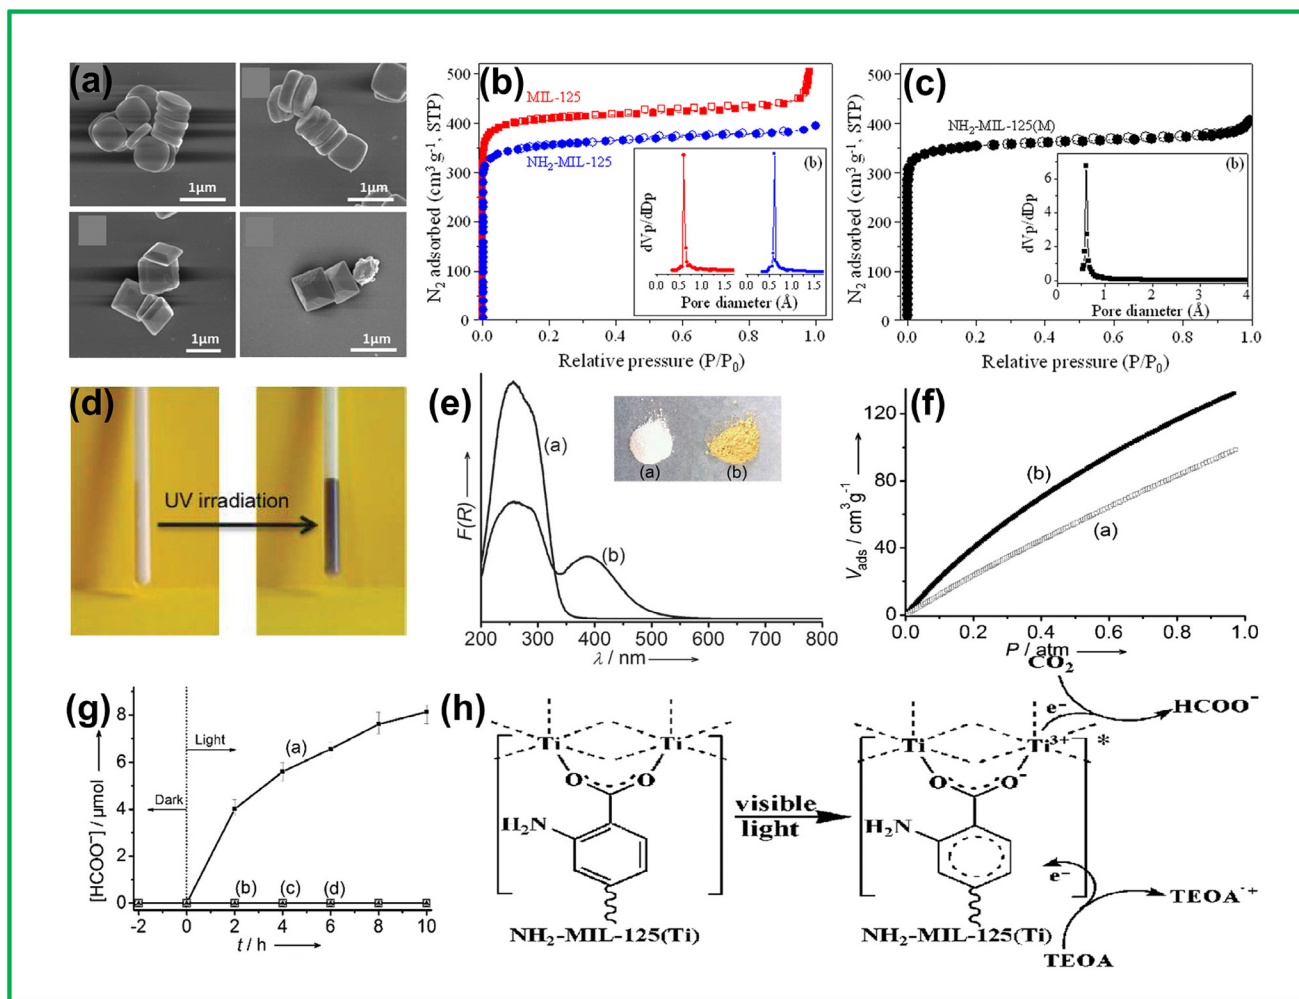 (a)
1µm
1µm
1µm
1µm
(b)
500
400
300
200
100
0
N₂ adsorbed (cm³ g⁻¹, STP)
MIL-125
NH₂-MIL-125
(b)
dVp/dDp
0.0 0.5 1.0 1.5
0.0 0.5 1.0 1.5
Pore diameter (Å)
0.0 0.2 0.4 0.6 0.8 1.0
Relative pressure (P/P₀)
(c)
500
400
300
200
100
0
N₂ adsorbed (cm³ g⁻¹, STP)
NH₂-MIL-125(M)
(b)
6
4
2
0
dVp/dDp
0 1 2 3 4
Pore diameter (Å)
0.0 0.2 0.4 0.6 0.8 1.0
Relative pressure (P/P₀)
(d)
UV irradiation
(e)
F(R)
(a)
(b)
(a)
(b)
200 300 400 500 600 700 800
λ / nm
(f)
120
80
40
0
Vads / cm³g⁻¹
(b)
(a)
0.0 0.2 0.4 0.6 0.8 1.0
P / atm
(g)
8
6
4
2
0
[HCOO⁻] / µmol
Light
Dark
(a)
(b) (c) (d)
-2 0 2 4 6 8 10
t / h
(h)
CO₂
e⁻
HCOO⁻
Ti Ti
O O
H₂N
NH₂-MIL-125(Ti)
visible
light
Ti Ti³⁺ *
O O⁻
H₂N
e⁻
TEOA·⁺
NH₂-MIL-125(Ti)
TEOA